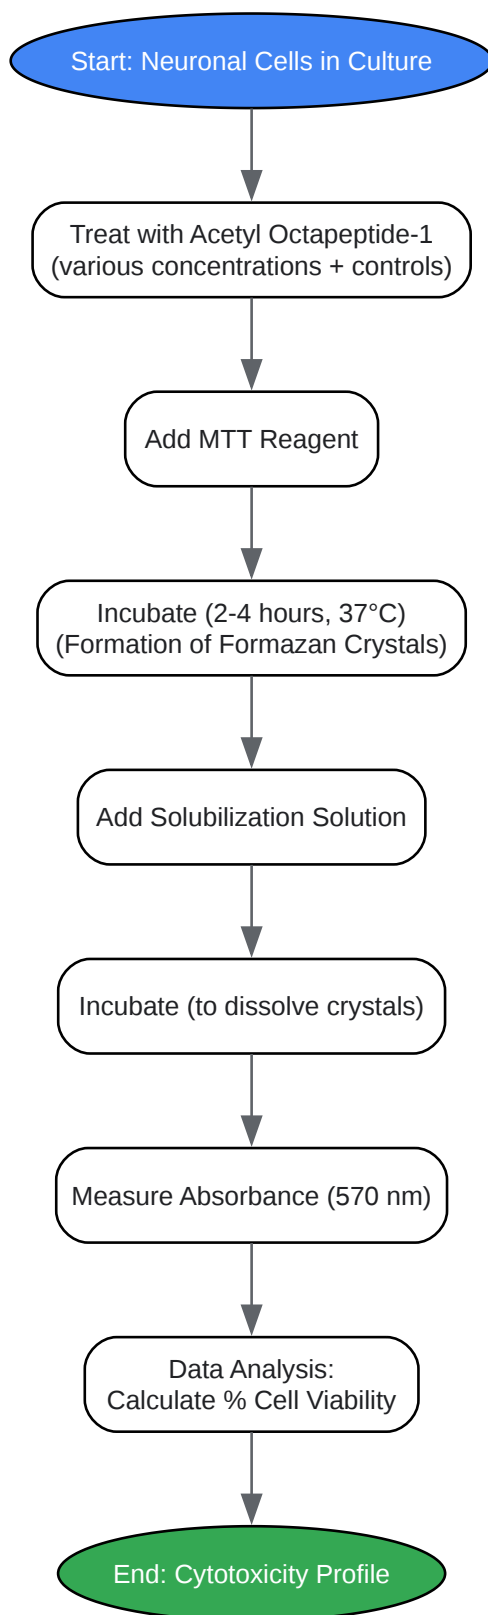 Start: Neuronal Cells in Culture
Treat with Acetyl Octapeptide-1
(various concentrations + controls)
Add MTT Reagent
Incubate (2-4 hours, 37°C)
(Formation of Formazan Crystals)
Add Solubilization Solution
Incubate (to dissolve crystals)
Measure Absorbance (570 nm)
Data Analysis:
Calculate % Cell Viability
End: Cytotoxicity Profile